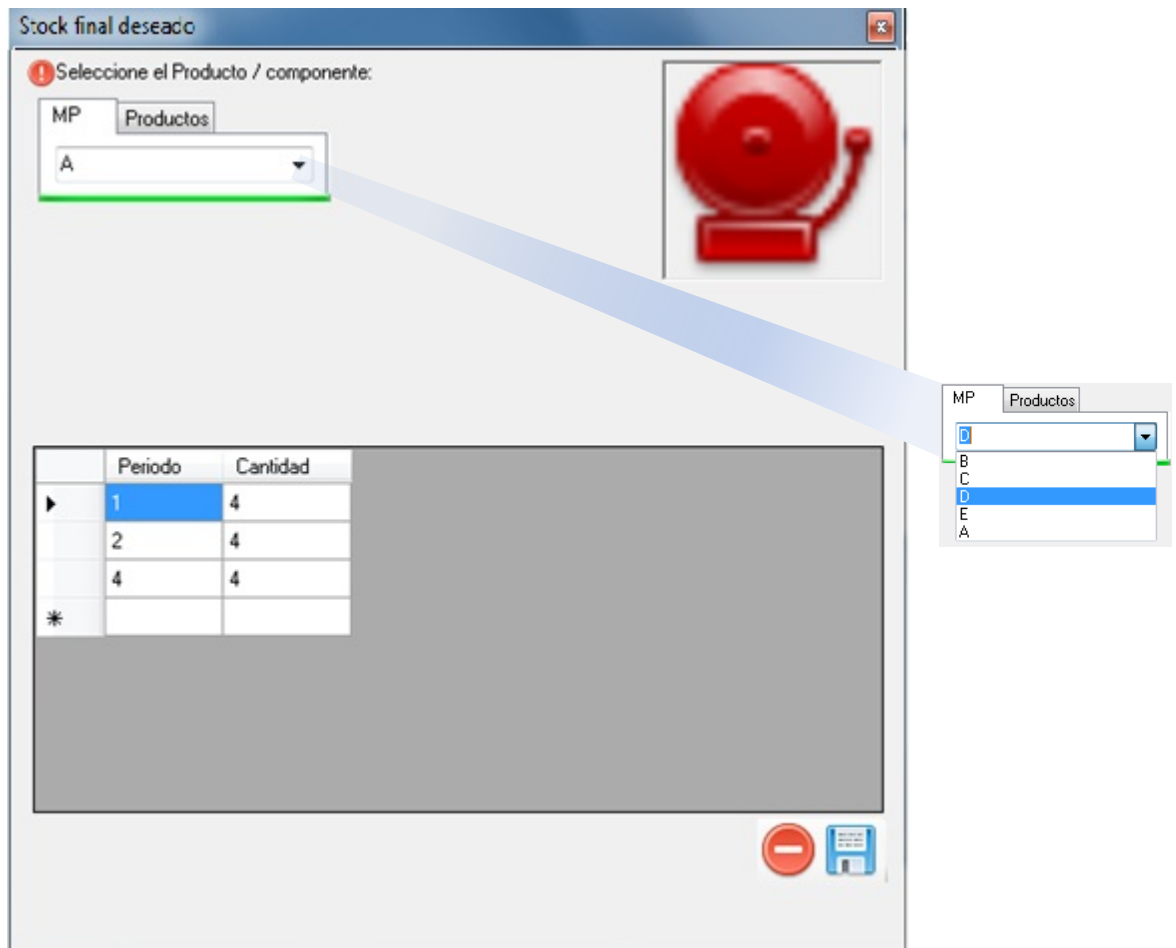 Stock final deseado
Seleccione el Producto / componente:
MP Productos
A
Periodo Cantidad
1 4
2 4
4 4
MP Productos
D
B
C
D
E
A